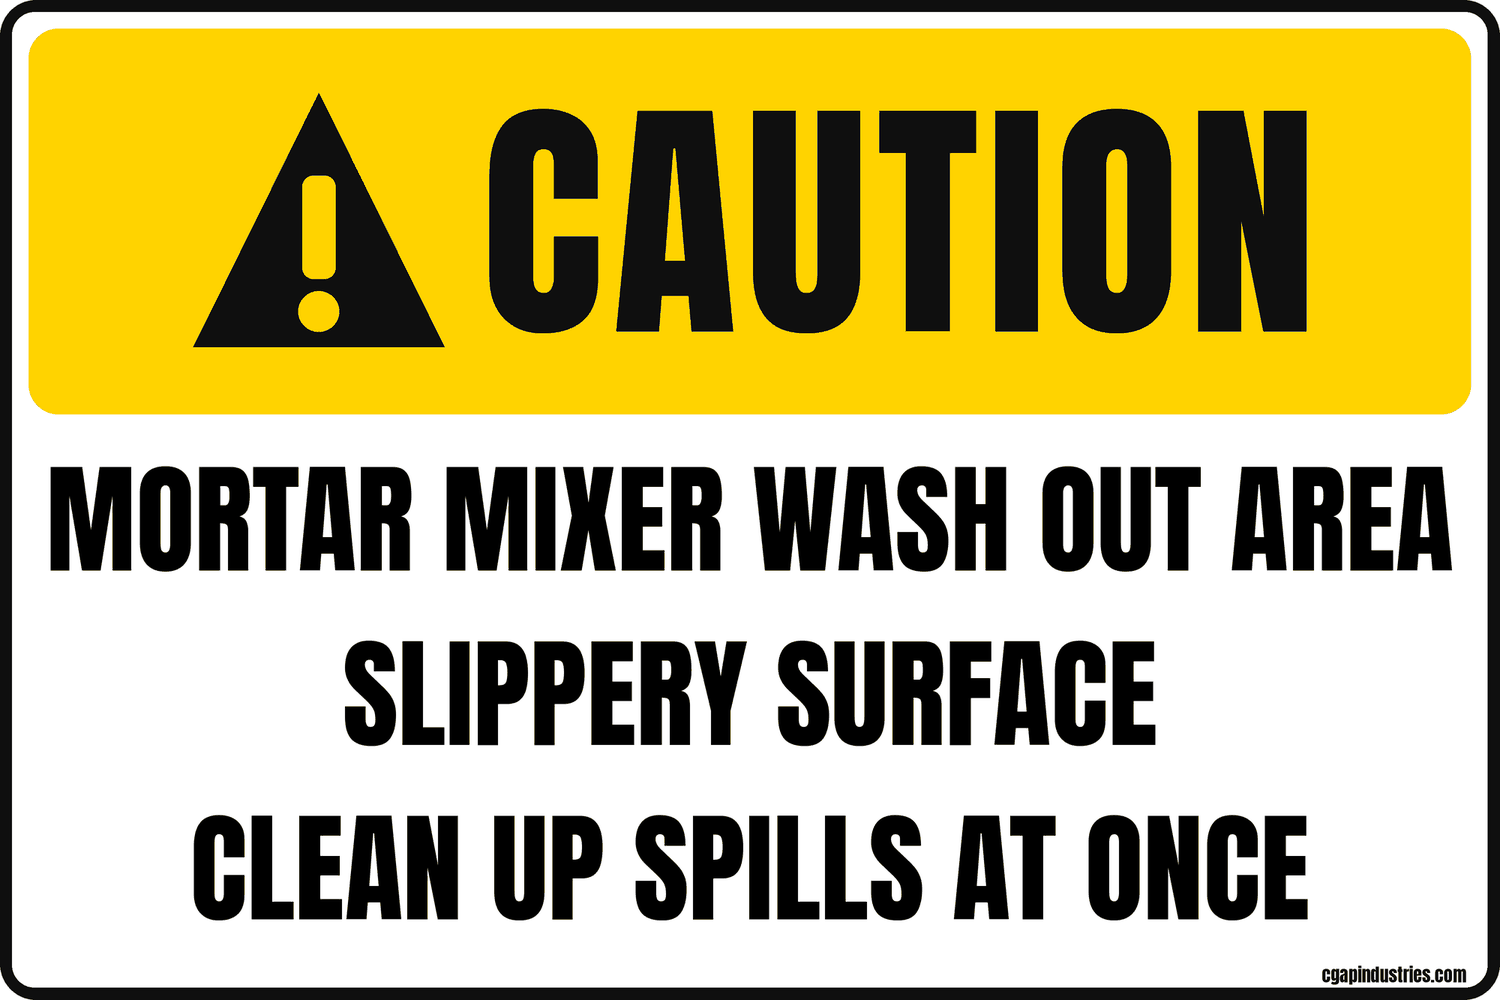 CAUTION
MORTAR MIXER WASH OUT AREA
SLIPPERY SURFACE
CLEAN UP SPILLS AT ONCE
cgapindustries.com